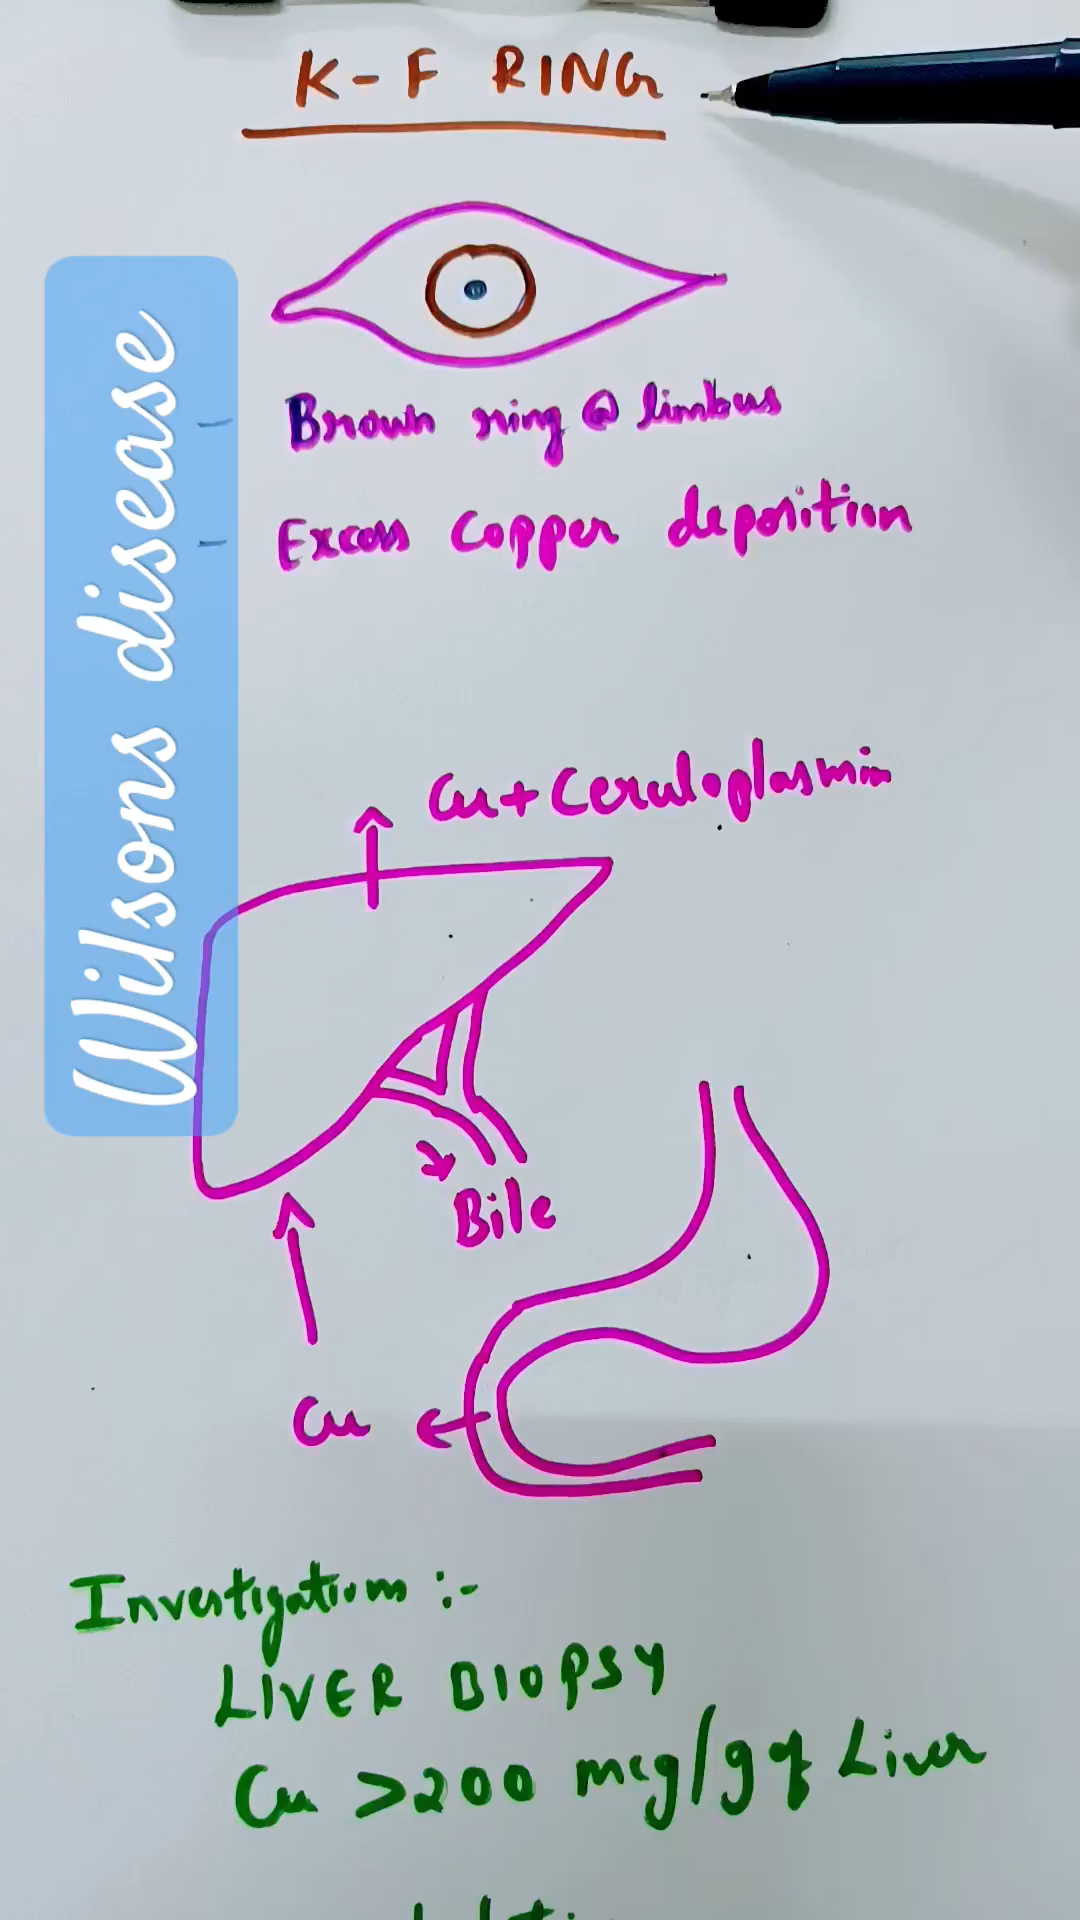 K-F RING
Wilsons disease
- Brown ring @ limbus
- Excess Copper deposition
Cu + Ceruloplasmin
Bile
Cu
Investigations :-
LIVER BIOPSY
Cu >200 mcg/g of Liver